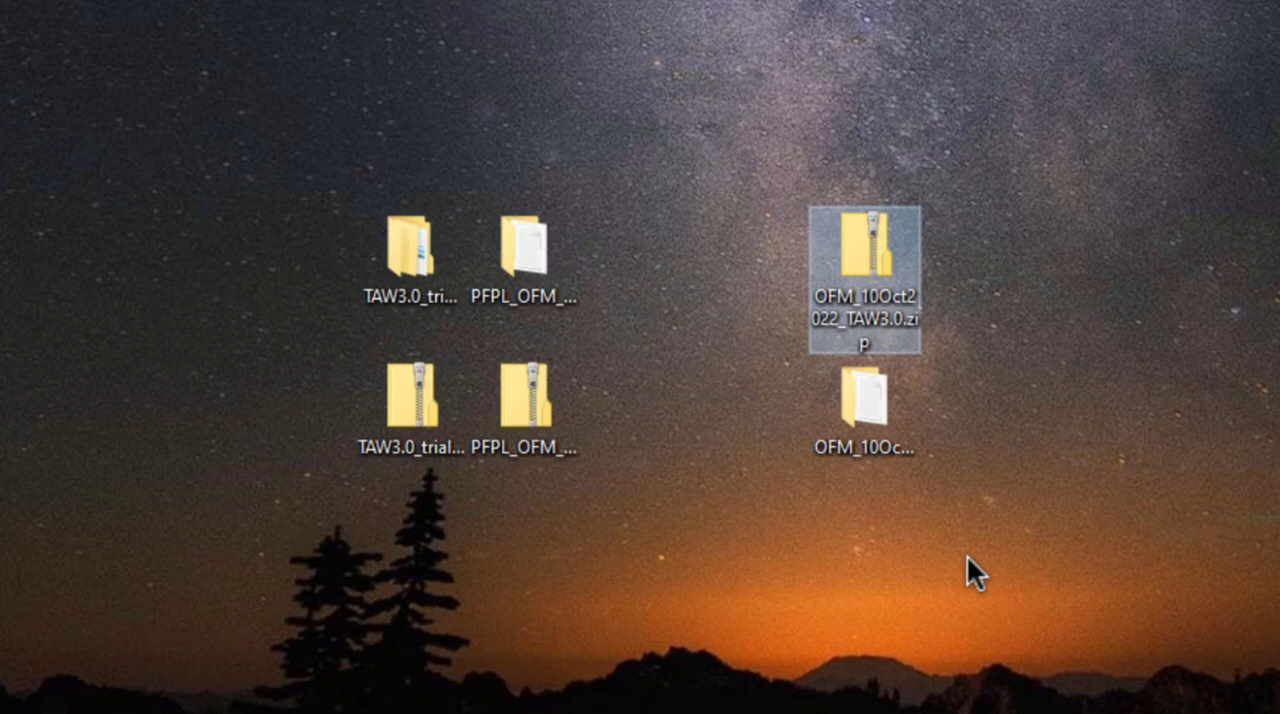 TAW3.0_tri...
PFPL_OFM_...
OFM_10Oct2
022_TAW3.0.zi
p
TAW3.0_trial...
PFPL_OFM_...
OFM_10Oc...